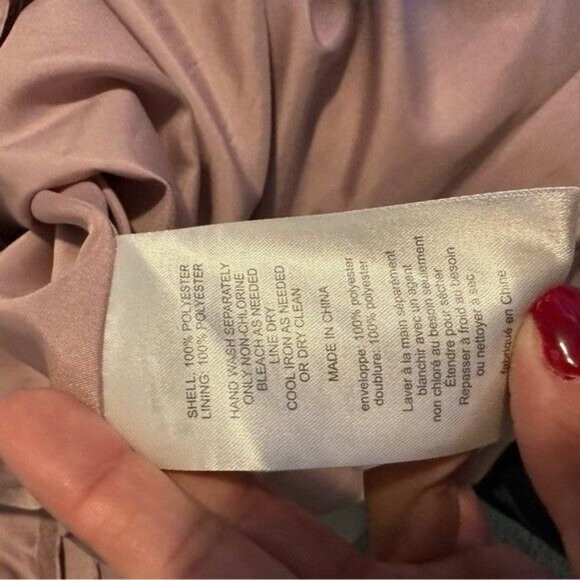 SHELL: 100% POLYESTER
LINING: 100% POLYESTER
HAND WASH SEPARATELY
ONLY NON-CHLORINE
BLEACH AS NEEDED
LINE DRY
COOL IRON AS NEEDED
OR DRY CLEAN
MADE IN CHINA
enveloppe: 100% polyester
doublure: 100% polyester
Laver à la main séparément
blanchir avec un agent
non chloré au besoin seulement
Étendre pour sécher
Repasser à froid au besoin
ou nettoyer à sec.
fabriqué en Chine